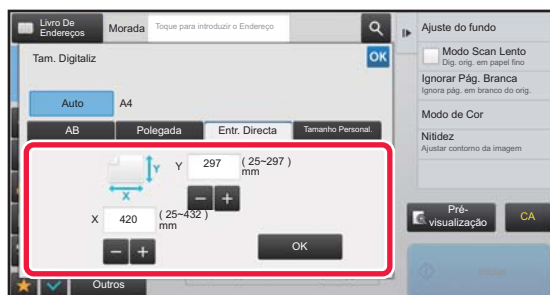 Livro De
Endereços
Morada
Toque para introduzir o Endereço
Ajuste do fundo
Tam. Digitaliz
OK
Modo Scan Lento
Dig. orig. em papel fino
Ignorar Pág. Branca
Ignora pág. em branco do orig.
Auto
A4
Modo de Cor
AB
Polegada
Entr. Directa
Tamanho Personal.
Nitidez
Ajustar contorno da imagem
Y
X
Y
297
( 25~297 )
mm
X
420
( 25~432 )
mm
OK
Pré-
visualização
CA
Outros